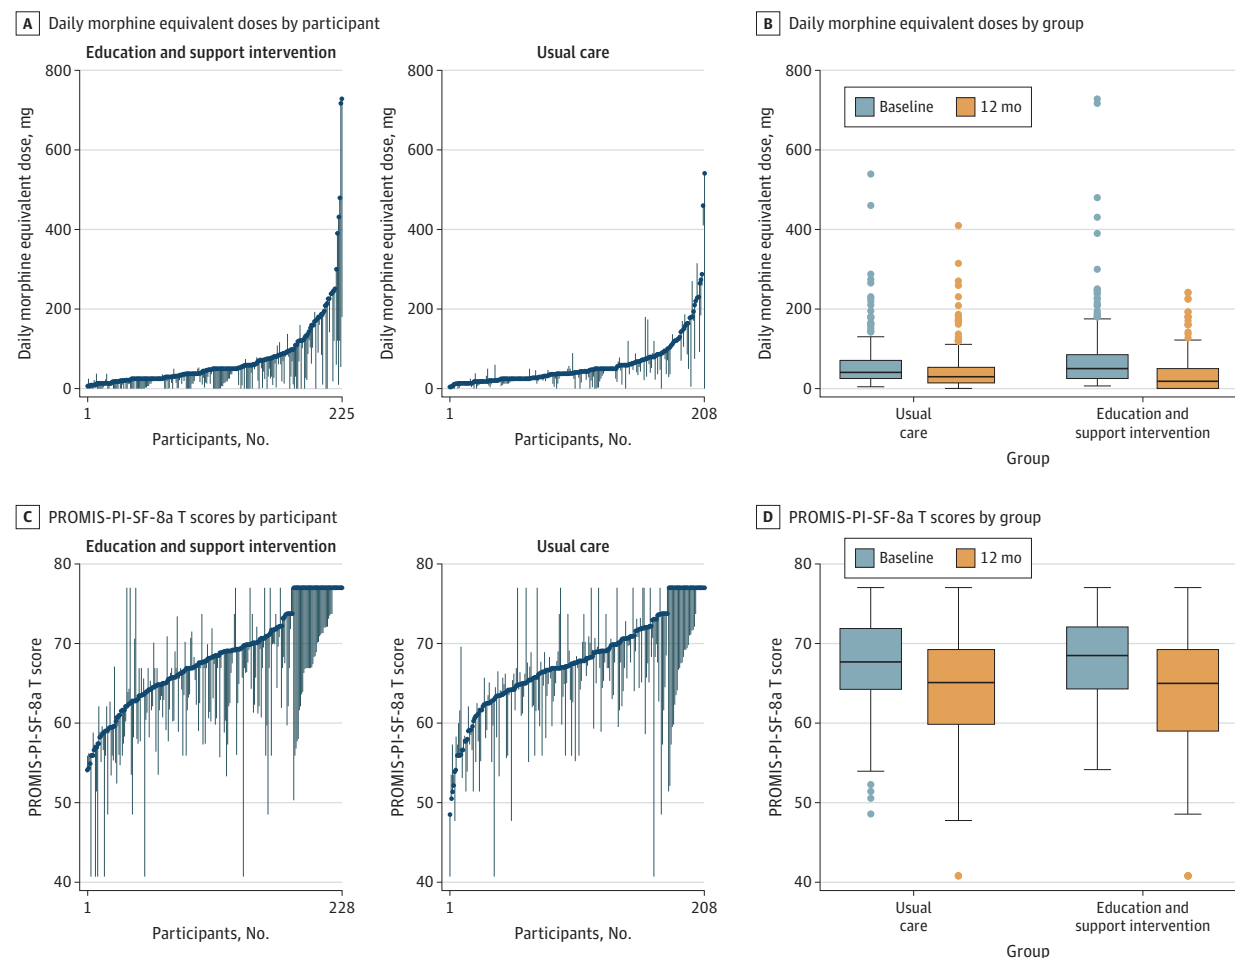 A Daily morphine equivalent doses by participant
Education and support intervention
Daily morphine equivalent dose, mg
800
600
400
200
0
1
225
Participants, No.
Usual care
Daily morphine equivalent dose, mg
800
600
400
200
0
1
208
Participants, No.
B Daily morphine equivalent doses by group
Daily morphine equivalent dose, mg
800
600
400
200
0
Baseline
12 mo
Usual
care
Education and
support intervention
Group
C PROMIS-PI-SF-8a T scores by participant
Education and support intervention
PROMIS-PI-SF-8a T score
80
70
60
50
40
1
228
Participants, No.
Usual care
PROMIS-PI-SF-8a T score
80
70
60
50
40
1
208
Participants, No.
D PROMIS-PI-SF-8a T scores by group
PROMIS-PI-SF-8a T score
80
70
60
50
40
Baseline
12 mo
Usual
care
Education and
support intervention
Group